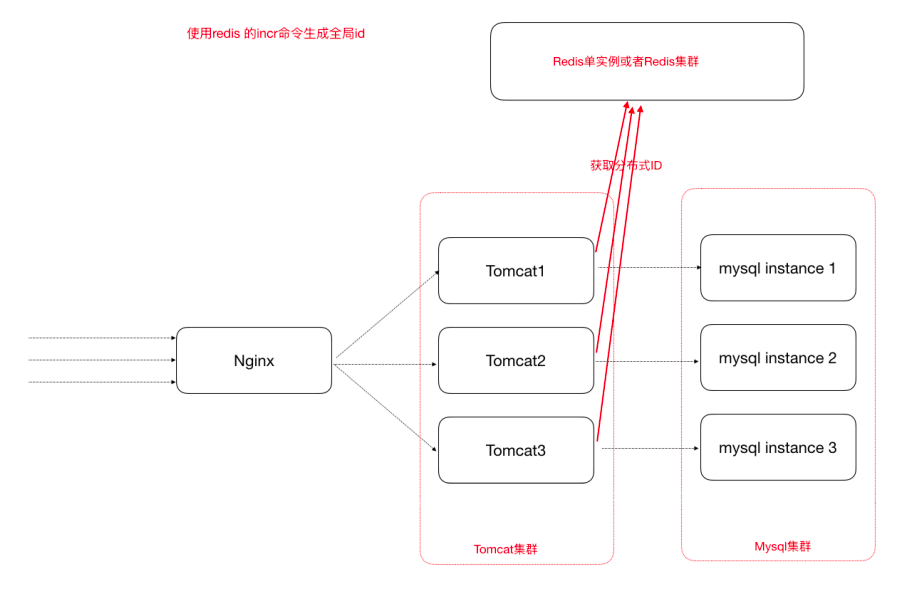 使用redis 的incr命令生成全局id
Redis单实例或者Redis集群
获取分布式ID
Tomcat1
mysql instance 1
Nginx
Tomcat2
mysql instance 2
Tomcat3
mysql instance 3
Tomcat集群
Mysql集群